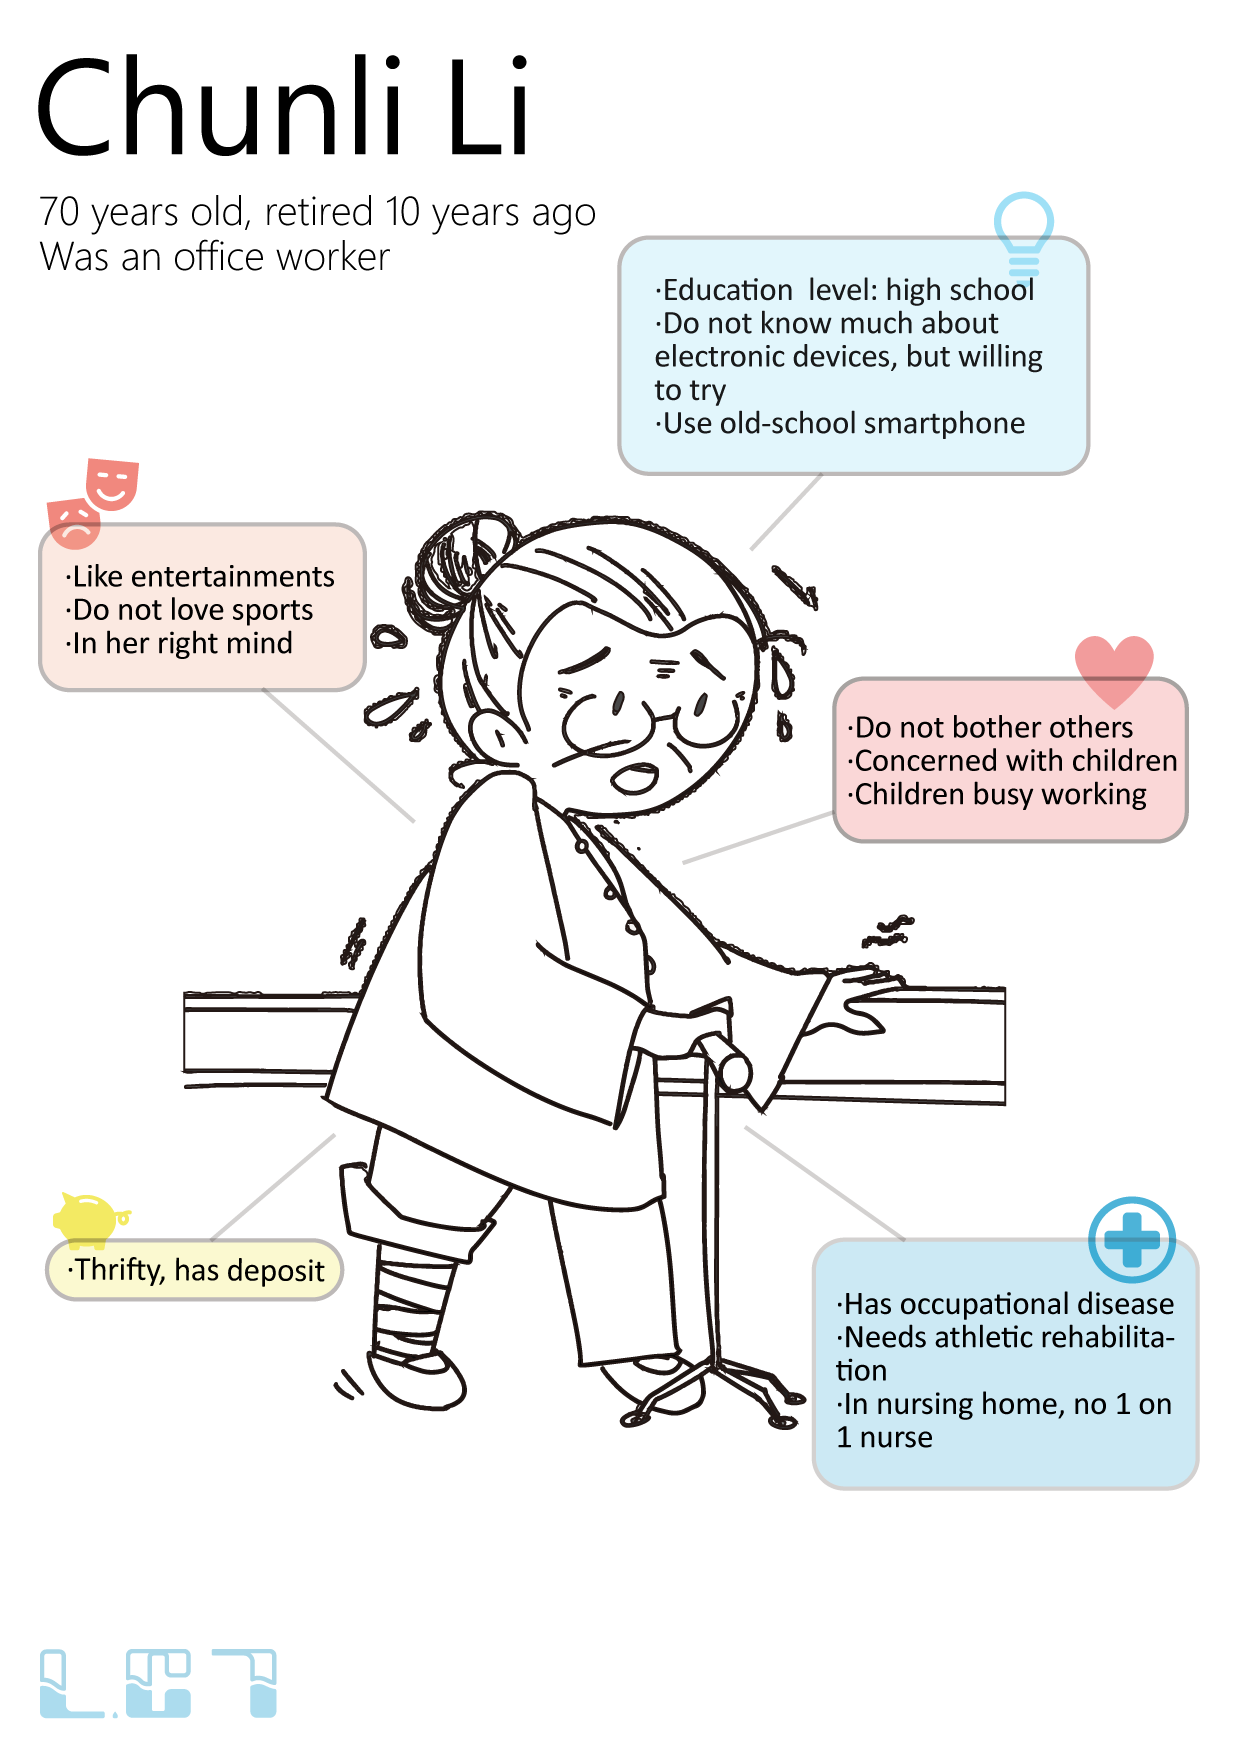 Chunli Li
70 years old, retired 10 years ago
Was an office worker
·Education level: high school
·Do not know much about
electronic devices, but willing
to try
·Use old-school smartphone
·Like entertainments
·Do not love sports
·In her right mind
·Do not bother others
·Concerned with children
·Children busy working
·Thrifty, has deposit
·Has occupational disease
·Needs athletic rehabilita-
tion
·In nursing home, no 1 on
1 nurse